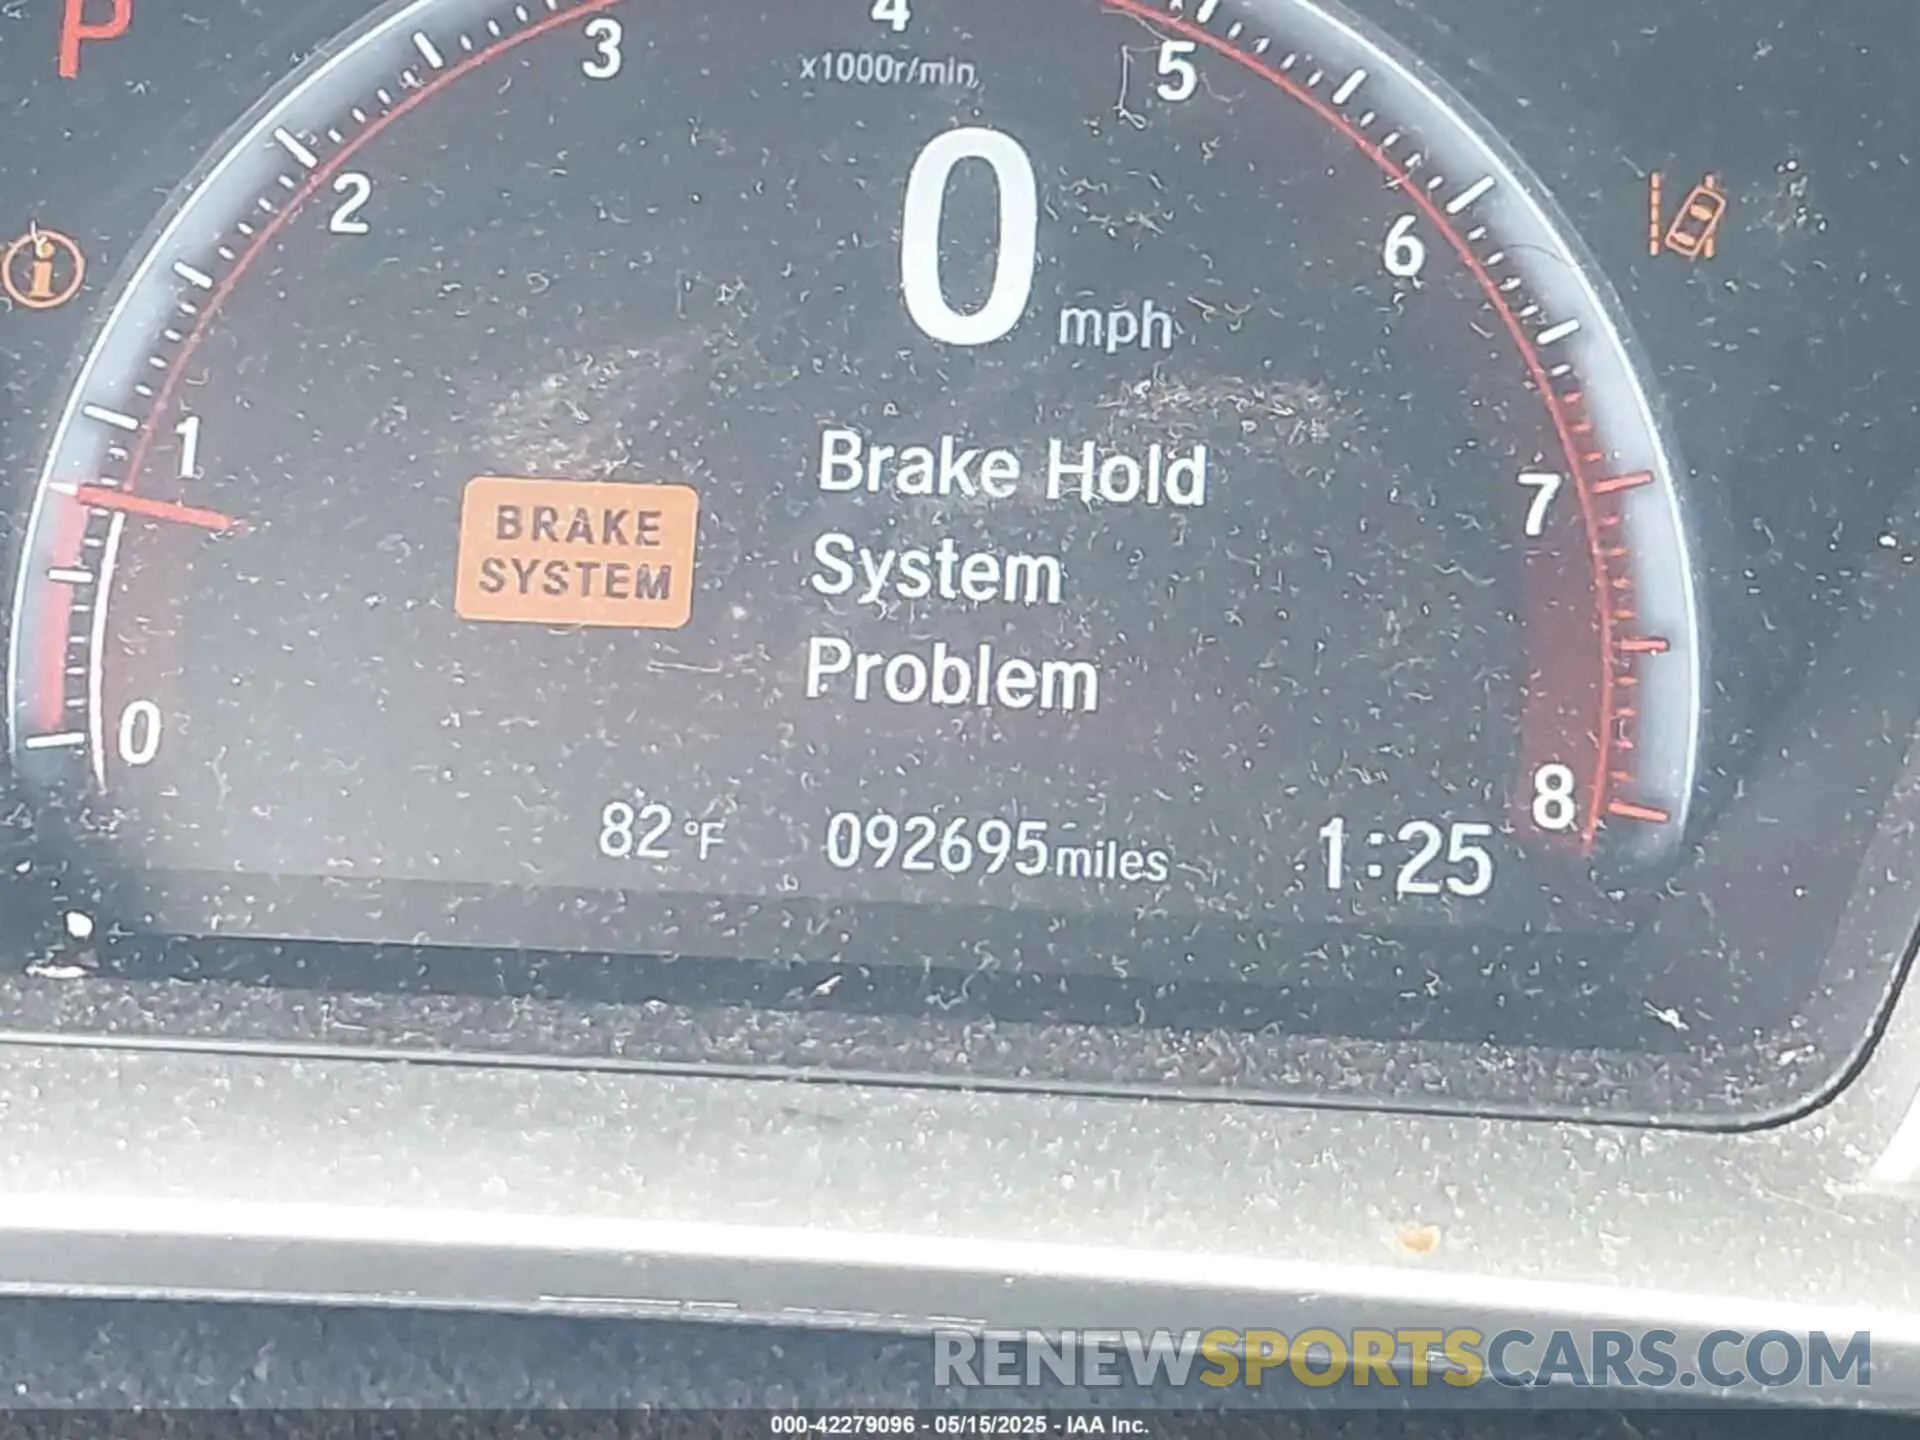 P
4
3
5
x1000r/min
2
6
0 mph
1
Brake Hold
7
BRAKE
SYSTEM
System
Problem
0
8
82°F 092695 miles 1:25
RENEWSPORTSCARS.COM
000-42279096 - 05/15/2025 - IAA Inc.